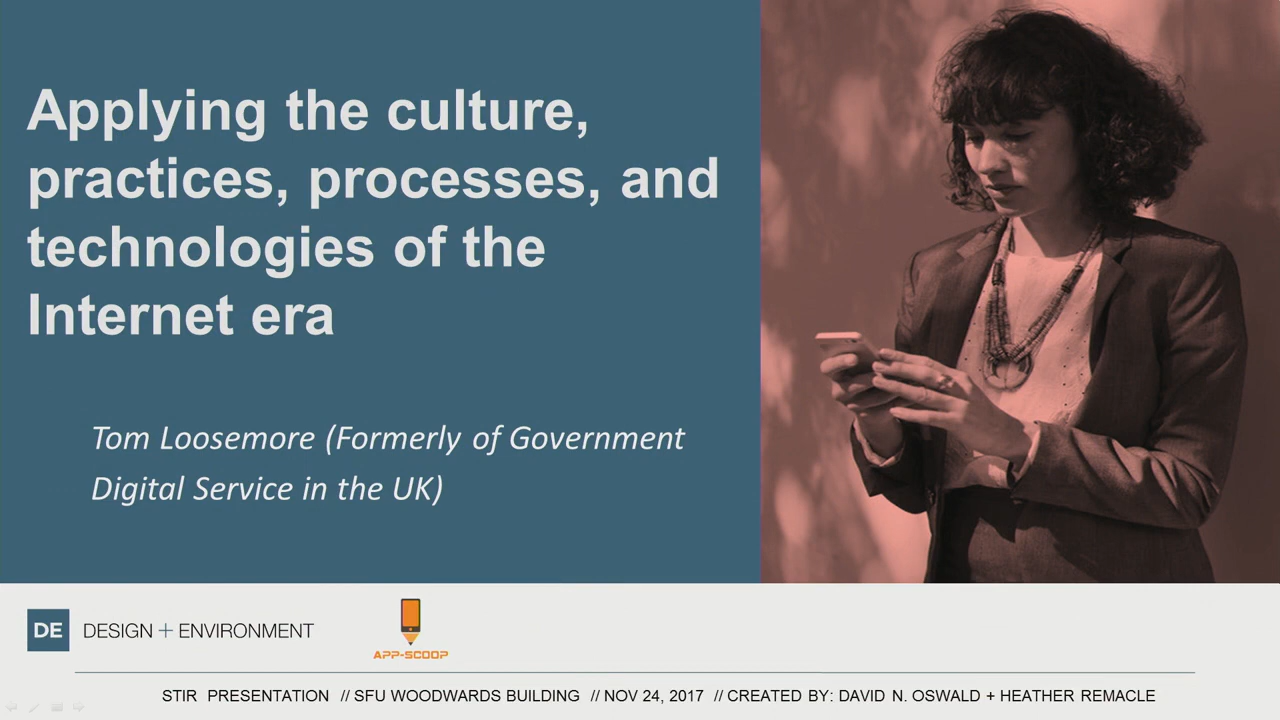 Applying the culture,
practices, processes, and
technologies of the
Internet era
Tom Loosemore (Formerly of Government
Digital Service in the UK)
DE DESIGN + ENVIRONMENT
APP-SCOOP
STIR PRESENTATION // SFU WOODWARDS BUILDING // NOV 24, 2017 // CREATED BY: DAVID N. OSWALD + HEATHER REMACLE